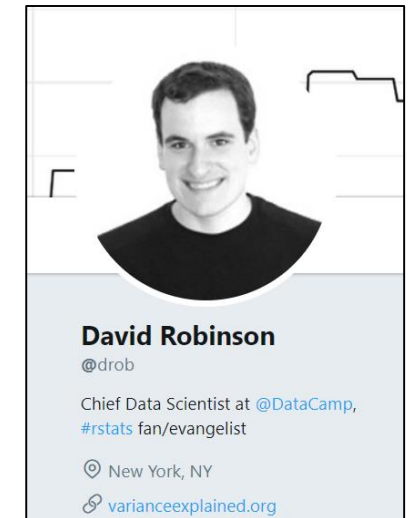 David Robinson
@drob
Chief Data Scientist at @DataCamp,
#rstats fan/evangelist
New York, NY
varianceexplained.org